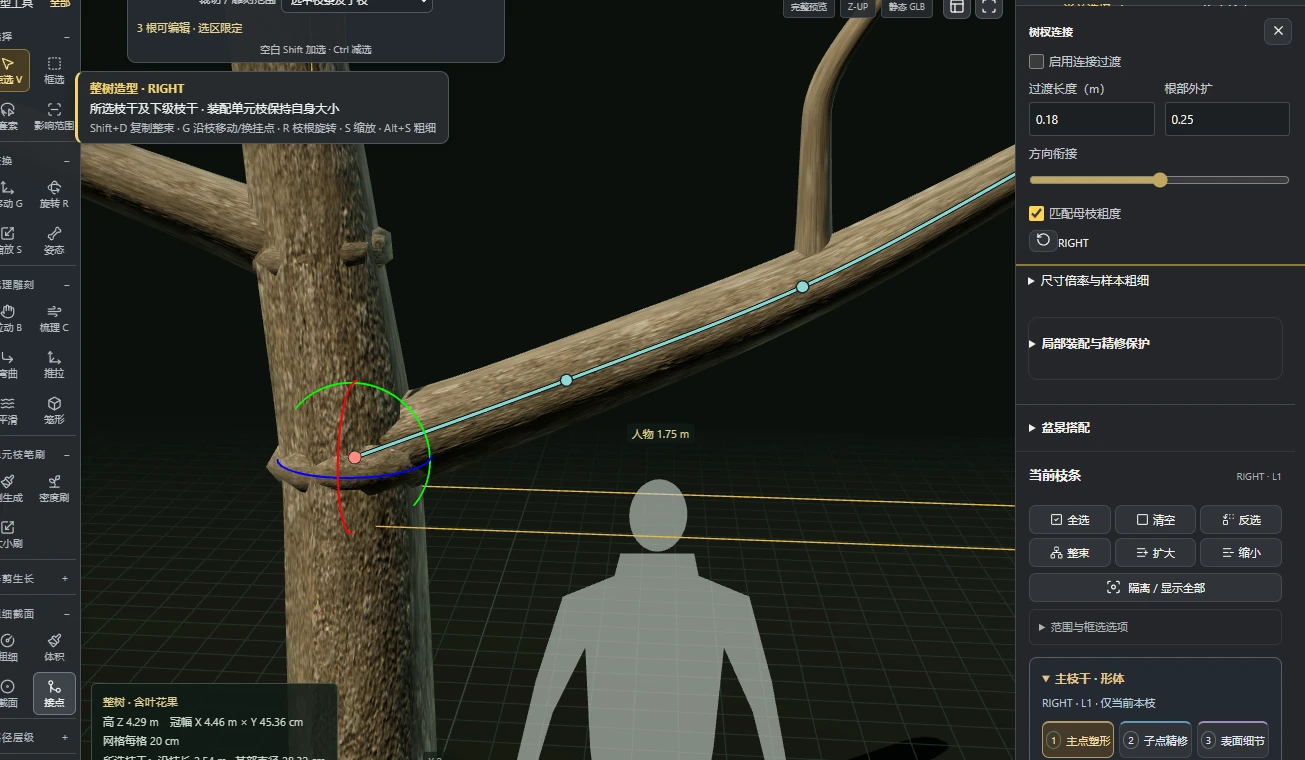 全部
3 根可编辑 · 选区限定
空白 Shift 加选 · Ctrl 减选
完整预览
Z-UP
静态 GLB
框选
影响范围
整树造型 · RIGHT
所选枝干及下级枝干 · 装配单元枝保持自身大小
Shift+D 复制整束 · G 沿枝移动/换挂点 · R 枝根旋转 · S 缩放 · Alt+S 粗细
旋转 R
姿态
梳理 C
推拉
笼形
密度刷
体积
接点
人物 1.75 m
整树 · 含叶花果
高 Z 4.29 m 冠幅 X 4.46 m × Y 45.36 cm
网格每格 20 cm
树杈连接
启用连接过渡
过渡长度（m）
根部外扩
0.18
0.25
方向衔接
匹配母枝粗度
RIGHT
尺寸倍率与样本粗细
局部装配与精修保护
盆景搭配
当前枝条
RIGHT · L1
全选
清空
反选
整束
扩大
缩小
隔离 / 显示全部
范围与框选选项
主枝干 · 形体
RIGHT · L1 · 仅当前本枝
1 主点塑形
2 子点精修
3 表面细节